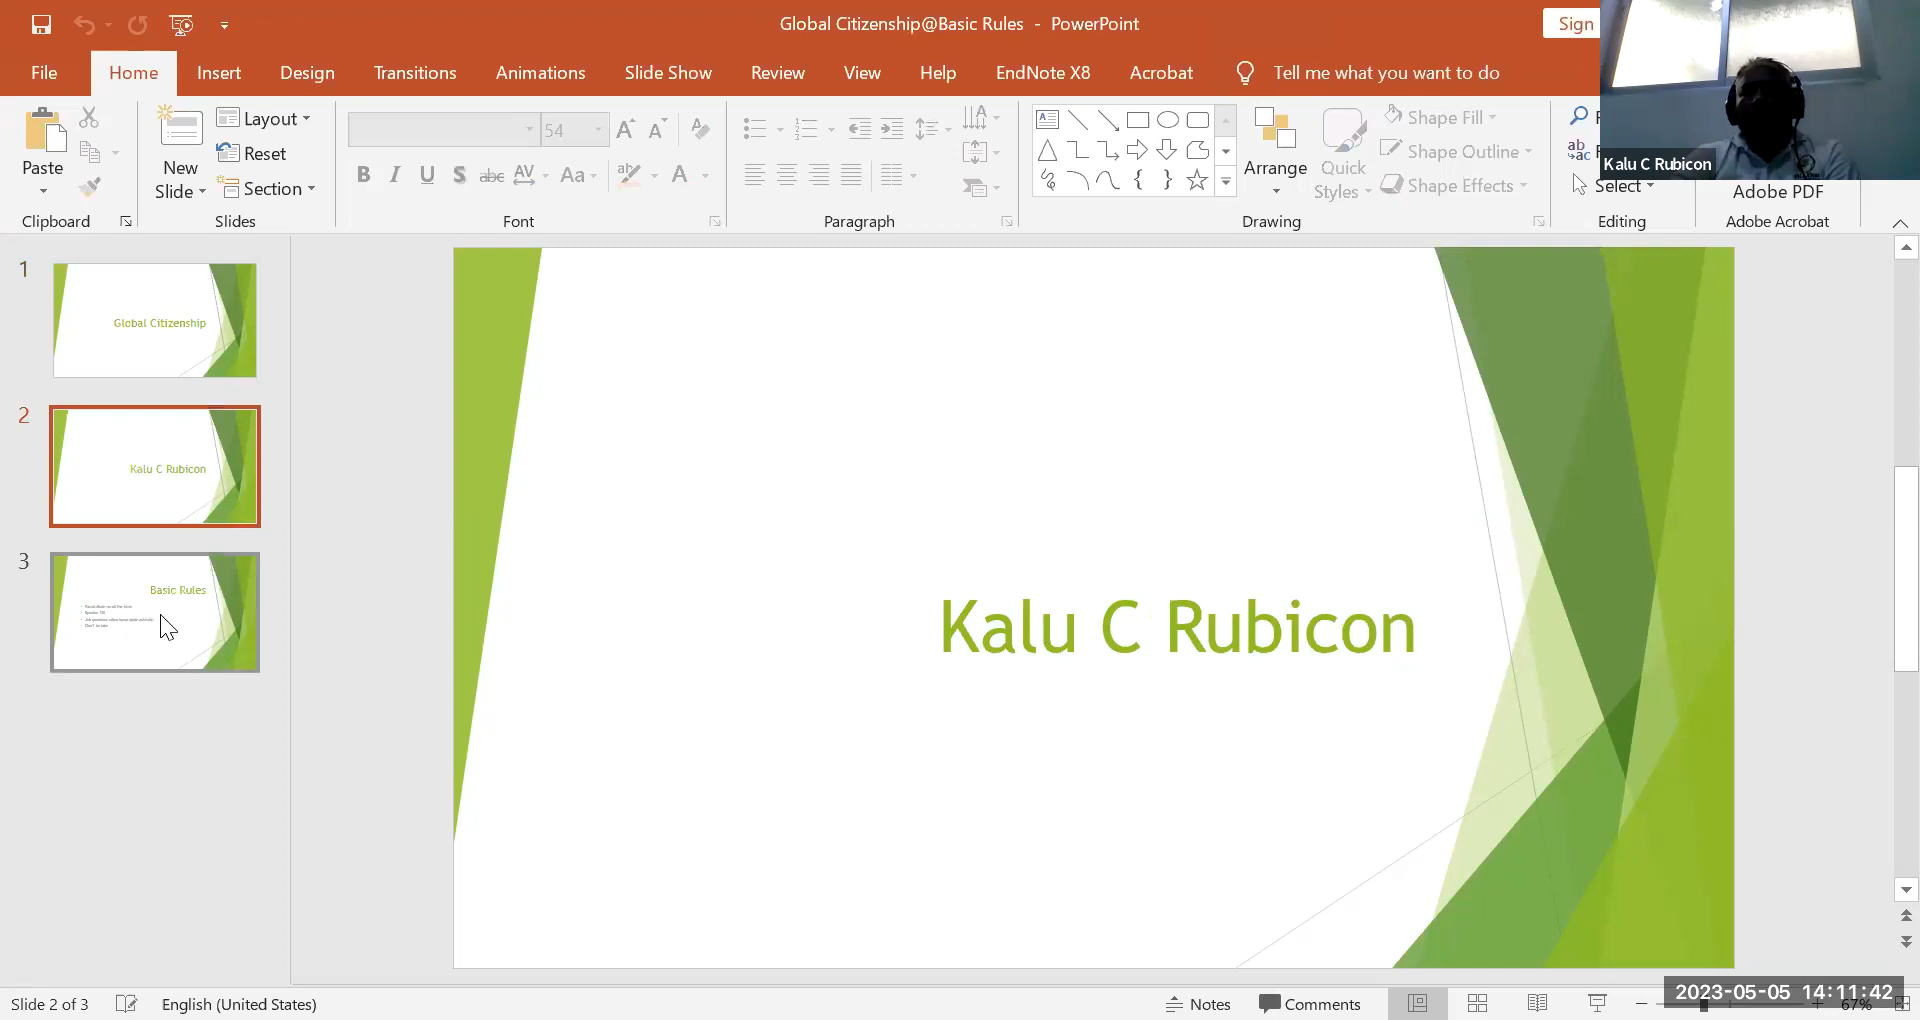 Global Citizenship@Basic Rules - PowerPoint
Sign
File Home Insert Design Transitions Animations Slide Show Review View Help EndNote X8 Acrobat Tell me what you want to do
Paste
New Slide
Layout
Reset
Section
54
B I U S abc AV Aa A
Arrange
Quick Styles
Shape Fill
Shape Outline
Shape Effects
Select
Adobe PDF
Kalu C Rubicon
Clipboard Slides Font Paragraph Drawing Editing Adobe Acrobat
1
Global Citizenship
2
Kalu C Rubicon
3
Basic Rules
Kalu C Rubicon
Slide 2 of 3 English (United States) Notes Comments 67%
2023-05-05 14:11:42